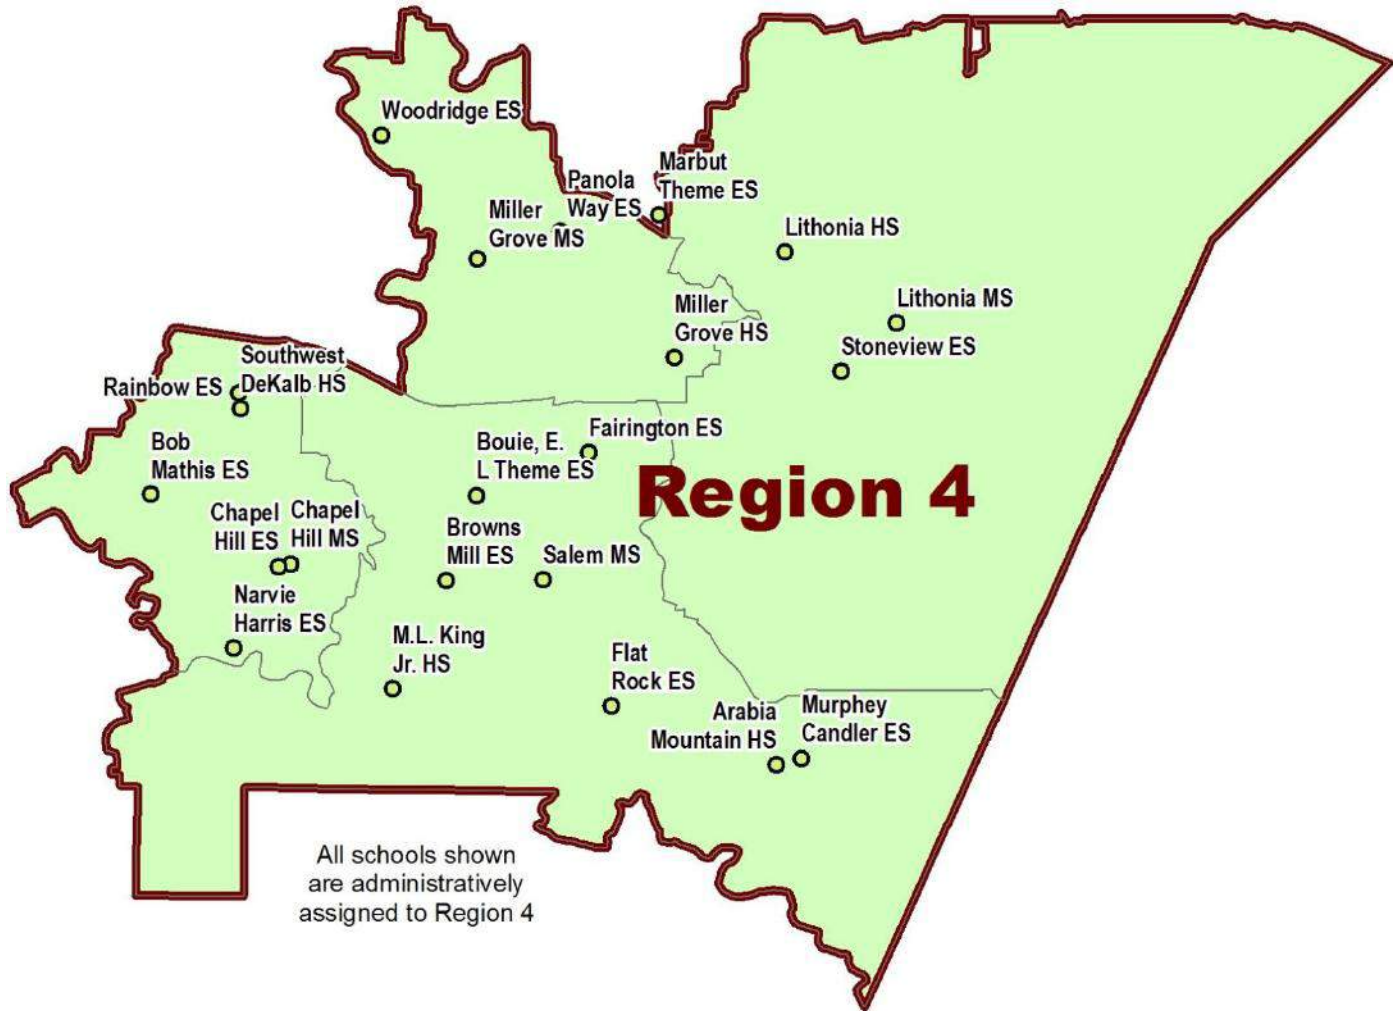 Woodridge ES
Panola
Way ES
Marbut
Theme ES
Miller
Grove MS
Lithonia HS
Lithonia MS
Miller
Grove HS
Stoneview ES
Southwest
DeKalb HS
Rainbow ES
Bob
Mathis ES
Bouie, E.
L Theme ES
Fairington ES
Region 4
Chapel
Hill ES
Chapel
Hill MS
Browns
Mill ES
Salem MS
Narvie
Harris ES
M.L. King
Jr. HS
Flat
Rock ES
Arabia
Mountain HS
Murphey
Candler ES
All schools shown
are administratively
assigned to Region 4